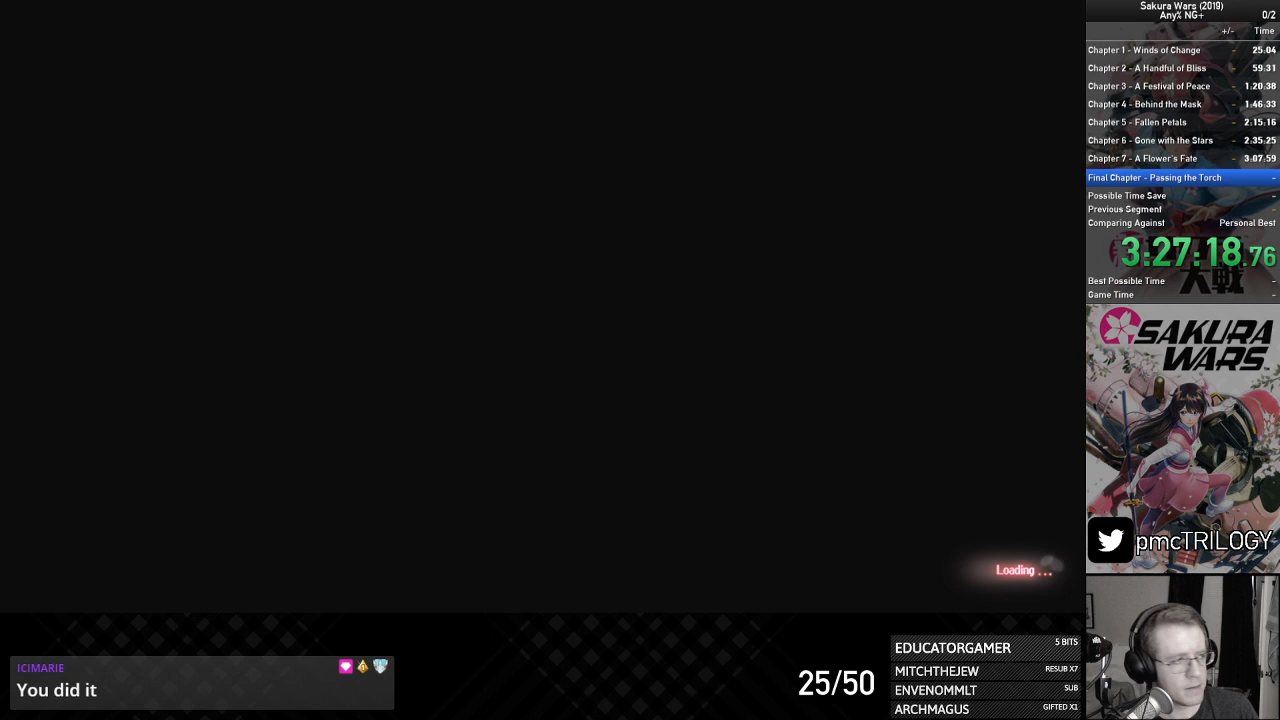 Sakura Wars (2019)
Any% NG+ 0/2
+/- Time
Chapter 1 - Winds of Change - 25.04
Chapter 2 - A Handful of Bliss - 59:31
Chapter 3 - A Festival of Peace - 1:20:38
Chapter 4 - Behind the Mask - 1:46:33
Chapter 5 - Fallen Petals - 2:15:16
Chapter 6 - Gone with the Stars - 2:35:25
Chapter 7 - A Flower's Fate - 3:07:59
Final Chapter - Passing the Torch -
Possible Time Save -
Previous Segment -
Comparing Against Personal Best
3:27:18.76
大戦
Best Possible Time -
Game Time -
SAKURA
WARS
pmcTRILOGY
Loading ...
ICIMARIE
You did it
25/50
EDUCATORGAMER 5 BITS
MITCHTHEJEW RESUB X7
ENVENOMMLT SUB
ARCHMAGUS GIFTED X1